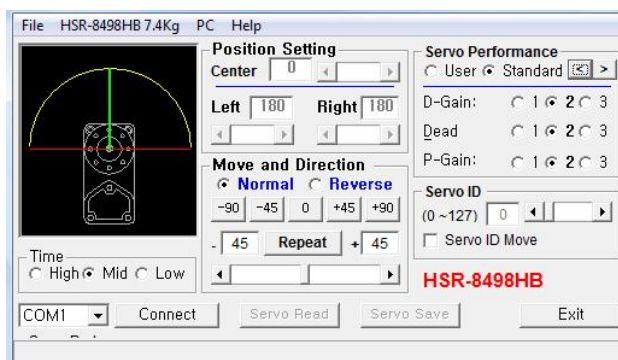 File HSR-8498HB 7.4Kg PC Help
Position Setting
Center 0
Left 180 Right 180
Move and Direction
Normal Reverse
-90 -45 0 +45 +90
- 45 Repeat + 45
Time
High Mid Low
Servo Performance
User Standard < >
D-Gain: 1 2 3
Dead 1 2 3
P-Gain: 1 2 3
Servo ID
(0 ~127) 0
Servo ID Move
HSR-8498HB
COM1 Connect Servo Read Servo Save Exit